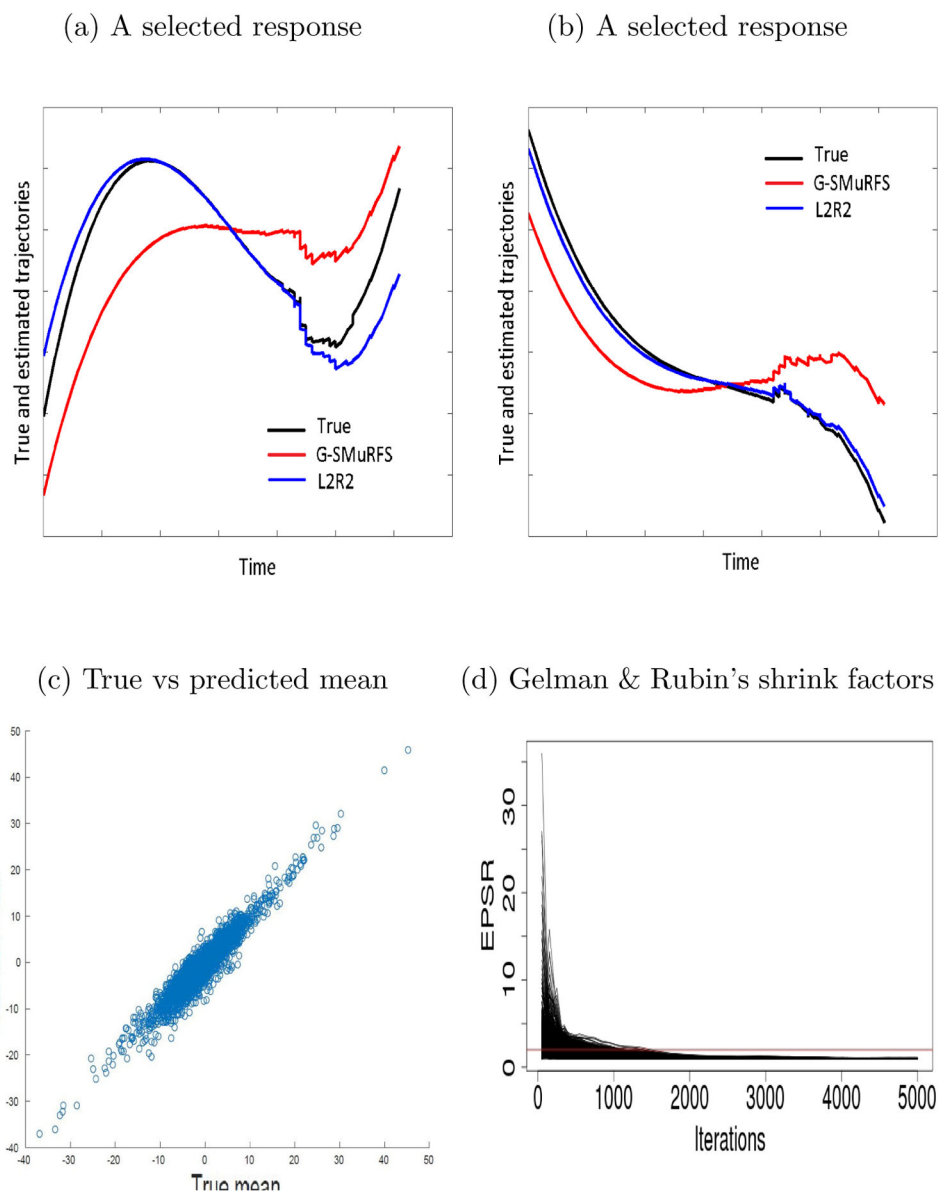 (a) A selected response
(b) A selected response
True and estimated trajectories
True
G-SMuRFS
L2R2
Time
True and estimated trajectories
True
G-SMuRFS
L2R2
Time
(c) True vs predicted mean
(d) Gelman & Rubin's shrink factors
50
40
30
20
10
0
-10
-20
-30
-40
-40 -30 -20 -10 0 10 20 30 40 50
True mean
EPSR
30
20
10
0
0 1000 2000 3000 4000 5000
Iterations